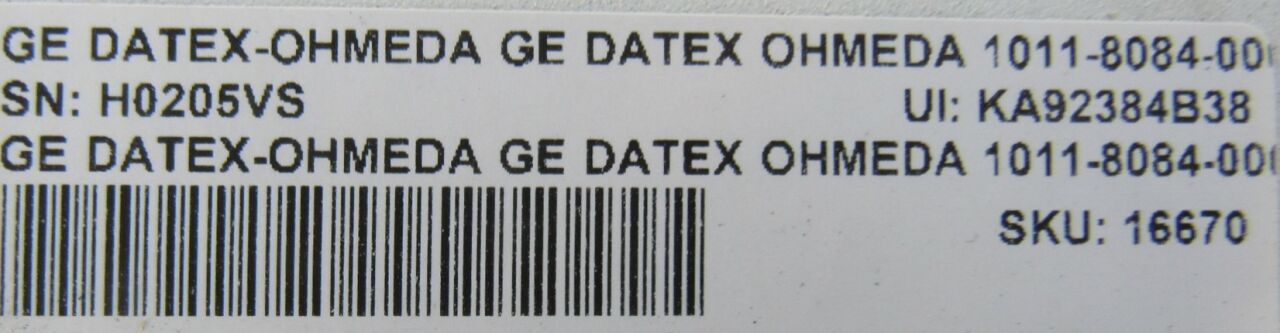 GE DATEX-OHMEDA GE DATEX OHMEDA 1011-8084-00
SN: H0205VS UI: KA92384B38
GE DATEX-OHMEDA GE DATEX OHMEDA 1011-8084-00
SKU: 16670